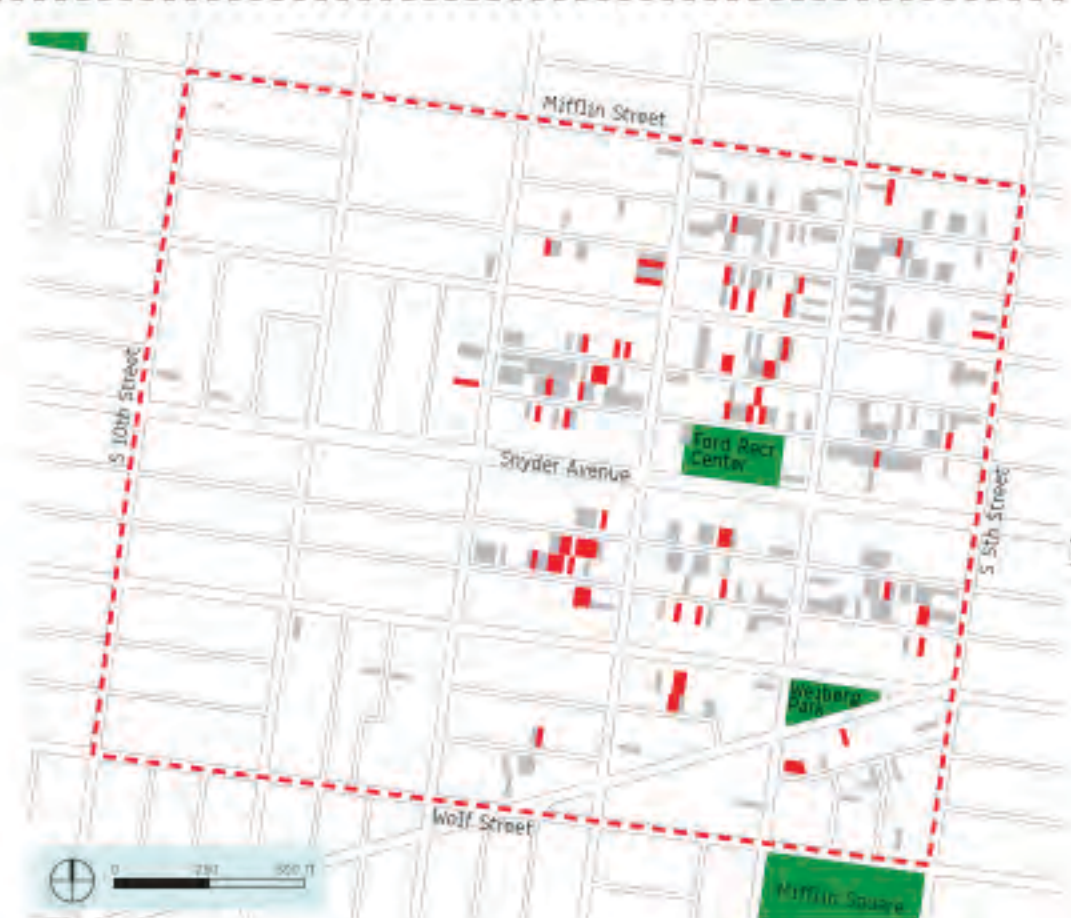 Mifflin Street
S 10th Street
Ford Recr
Center
Snyder Avenue
S 5th Street
Weiberg
Park
Wolf Street
0 250 500 ft
Mifflin Square